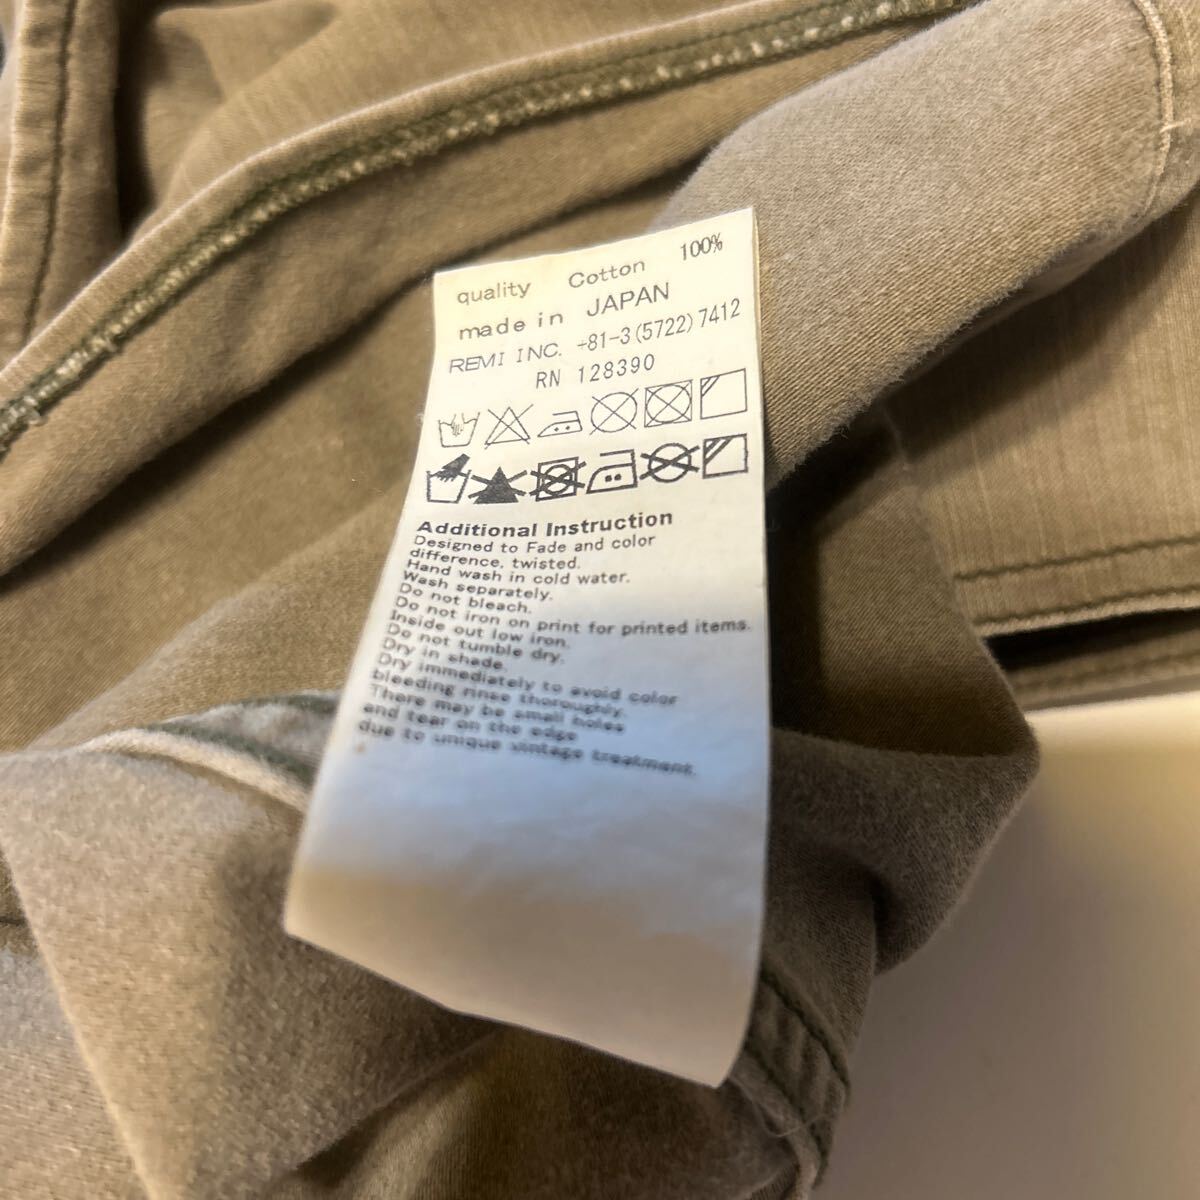 quality Cotton 100%
made in JAPAN
REMI INC. +81-3(5722)7412
RN 128390
Additional Instruction
Designed to Fade and color
difference, twisted.
Hand wash in cold water.
Wash separately.
Do not bleach.
Do not iron on print for printed items.
Inside out low iron.
Do not tumble dry.
Dry in shade.
Dry immediately to avoid color
bleeding rinse thoroughly.
There may be small holes
and tear on the edge
due to unique vintage treatment.